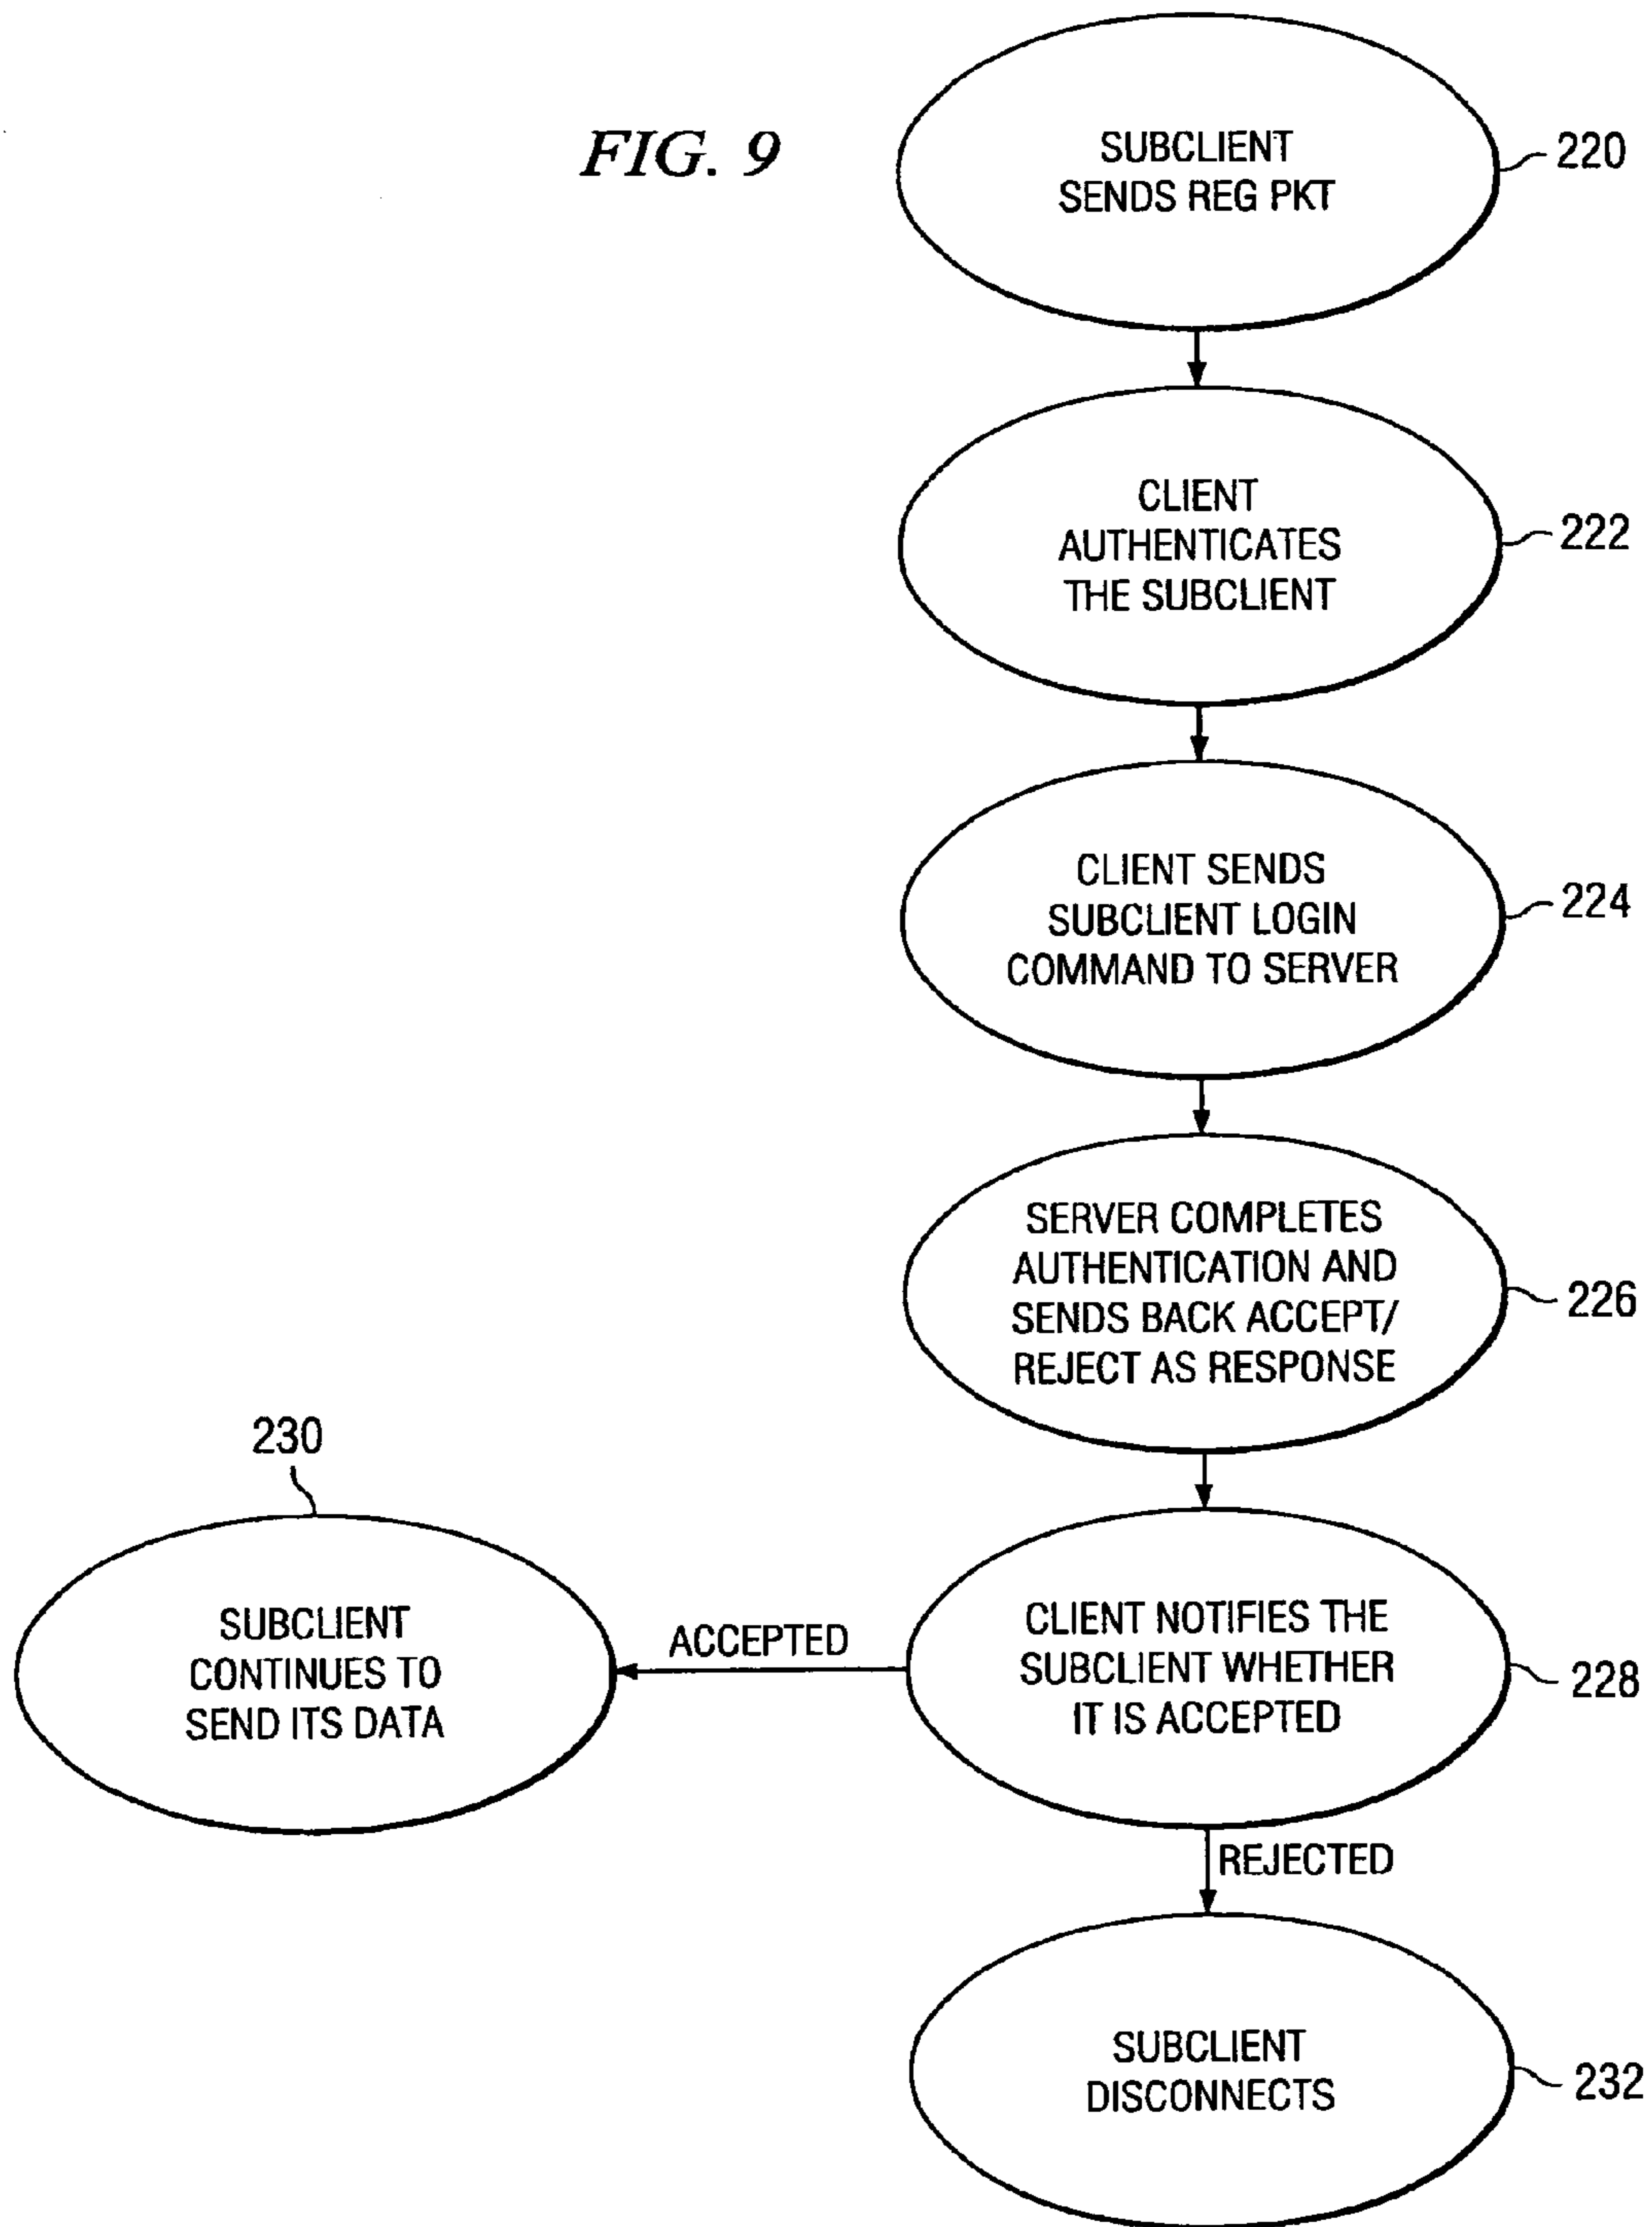 FIG. 9
SUBCLIENT
SENDS REG PKT
220
CLIENT
AUTHENTICATES
THE SUBCLIENT
222
CLIENT SENDS
SUBCLIENT LOGIN
COMMAND TO SERVER
224
SERVER COMPLETES
AUTHENTICATION AND
SENDS BACK ACCEPT/
REJECT AS RESPONSE
226
230
SUBCLIENT
CONTINUES TO
SEND ITS DATA
ACCEPTED
CLIENT NOTIFIES THE
SUBCLIENT WHETHER
IT IS ACCEPTED
228
REJECTED
SUBCLIENT
DISCONNECTS
232